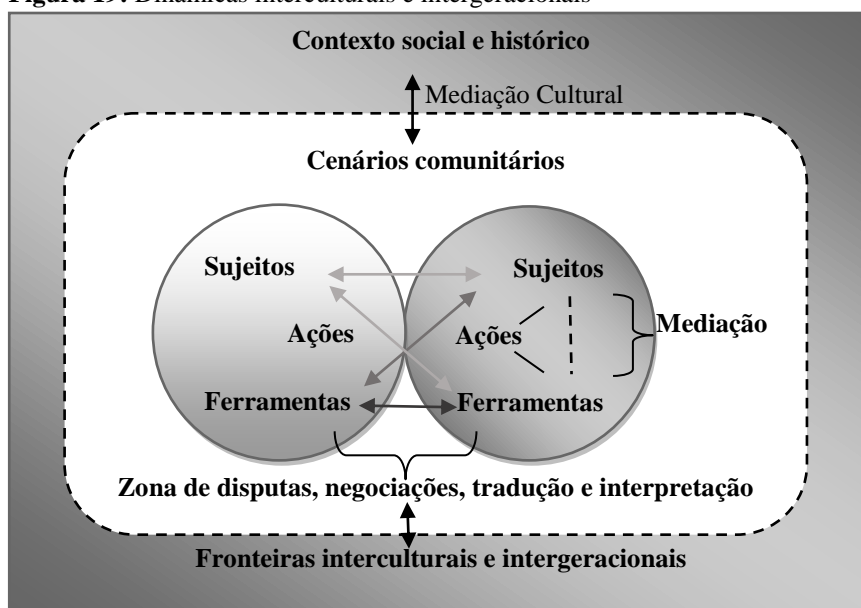 Figura 19: Dinâmicas interculturais e intergeracionais
Contexto social e histórico
Mediação Cultural
Cenários comunitários
Sujeitos
Sujeitos
Ações
Ações
Mediação
Ferramentas
Ferramentas
Zona de disputas, negociações, tradução e interpretação
Fronteiras interculturais e intergeracionais